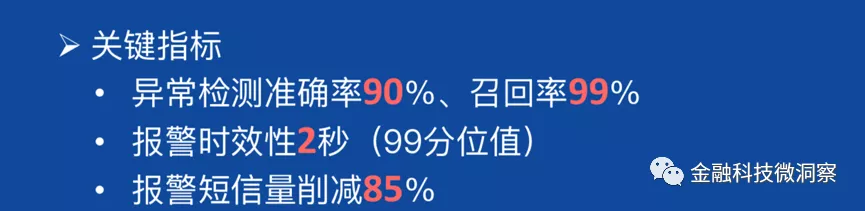 ➢ 关键指标
• 异常检测准确率90%、召回率99%
• 报警时效性2秒（99分位值）
• 报警短信量削减85%
金融科技微洞察